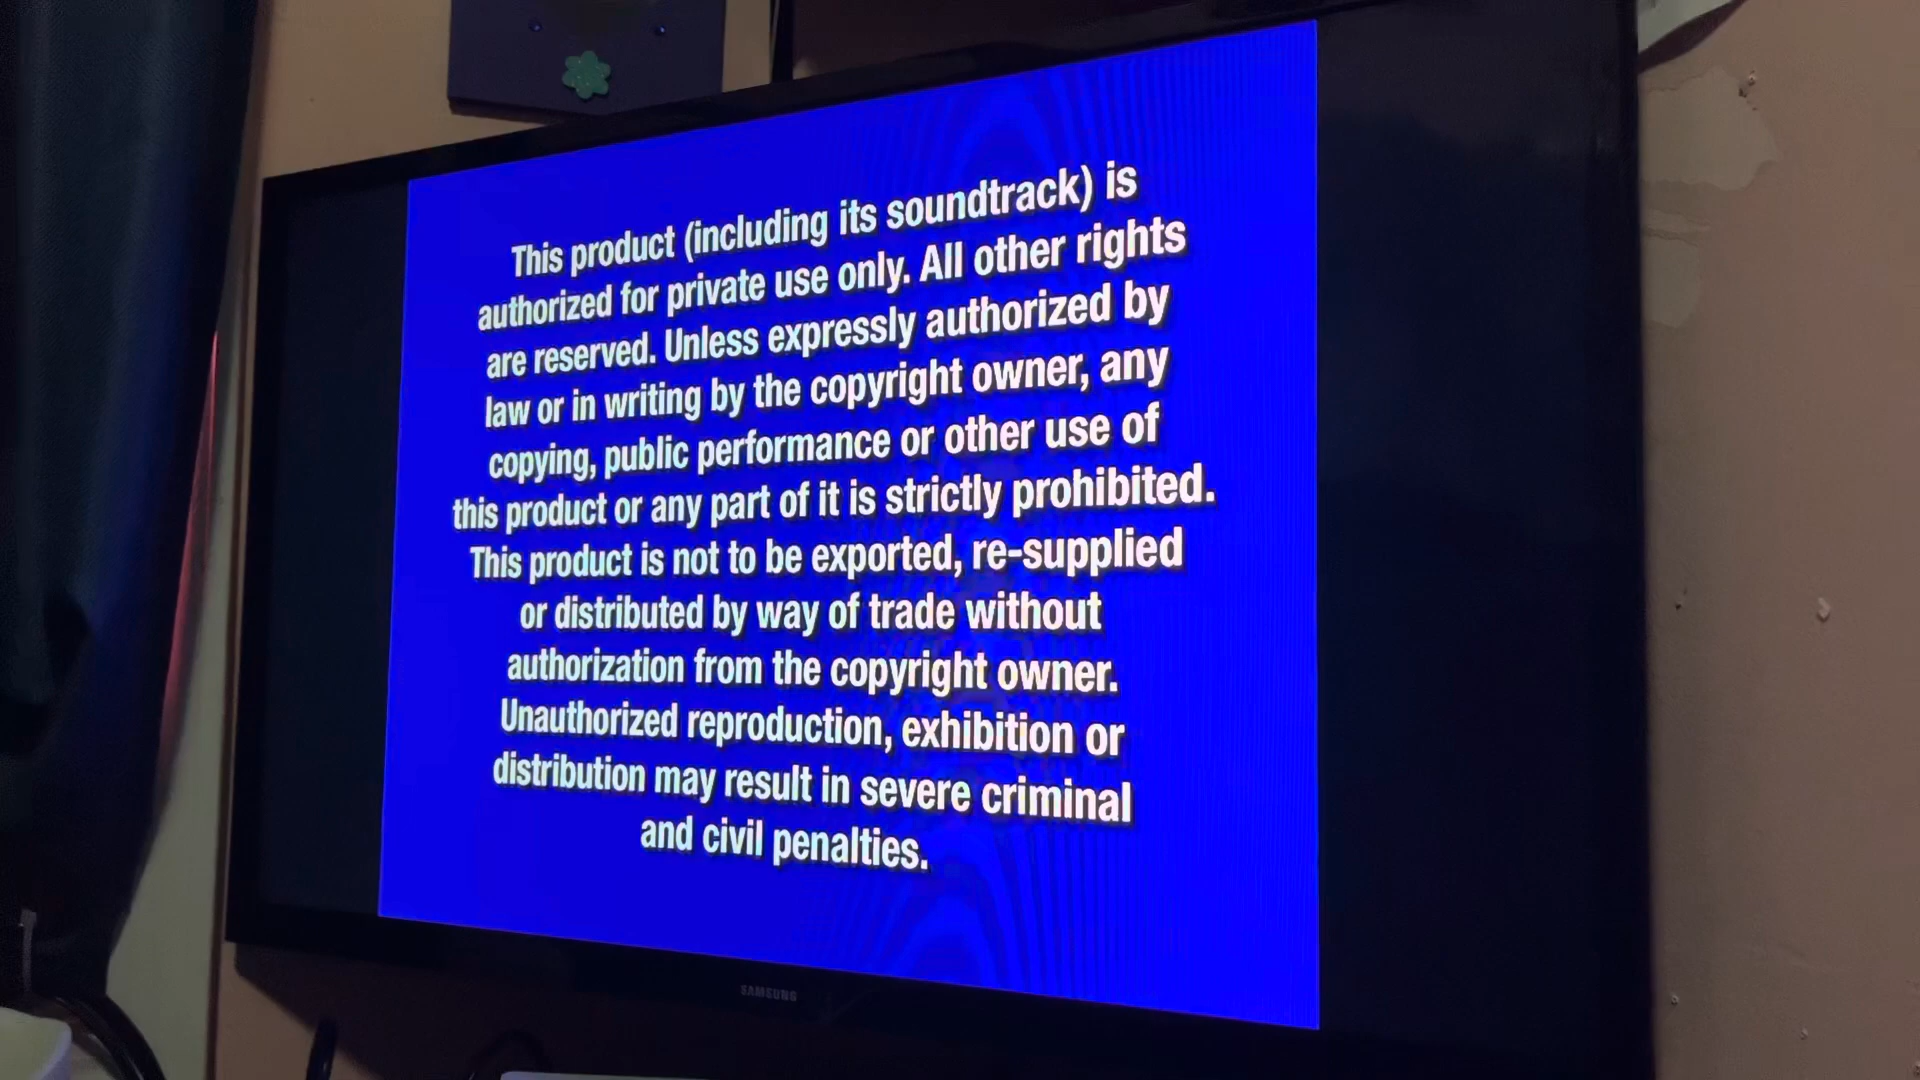 This product (including its soundtrack) is
authorized for private use only. All other rights
are reserved. Unless expressly authorized by
law or in writing by the copyright owner, any
copying, public performance or other use of
this product or any part of it is strictly prohibited.
This product is not to be exported, re-supplied
or distributed by way of trade without
authorization from the copyright owner.
Unauthorized reproduction, exhibition or
distribution may result in severe criminal
and civil penalties.
SAMSUNG